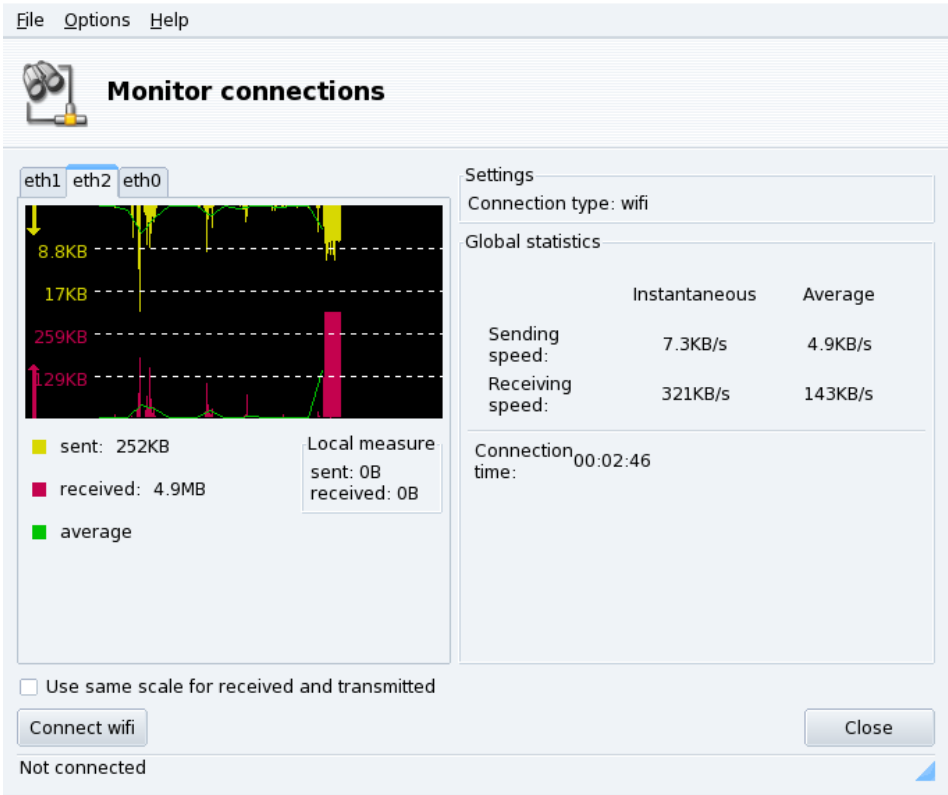 File Options Help
Monitor connections
eth1 eth2 eth0
8.8KB
17KB
259KB
129KB
sent: 252KB
received: 4.9MB
average
Local measure
sent: 0B
received: 0B
Settings
Connection type: wifi
Global statistics
Instantaneous Average
Sending
speed: 7.3KB/s 4.9KB/s
Receiving
speed: 321KB/s 143KB/s
Connection
time: 00:02:46
Use same scale for received and transmitted
Connect wifi Close
Not connected